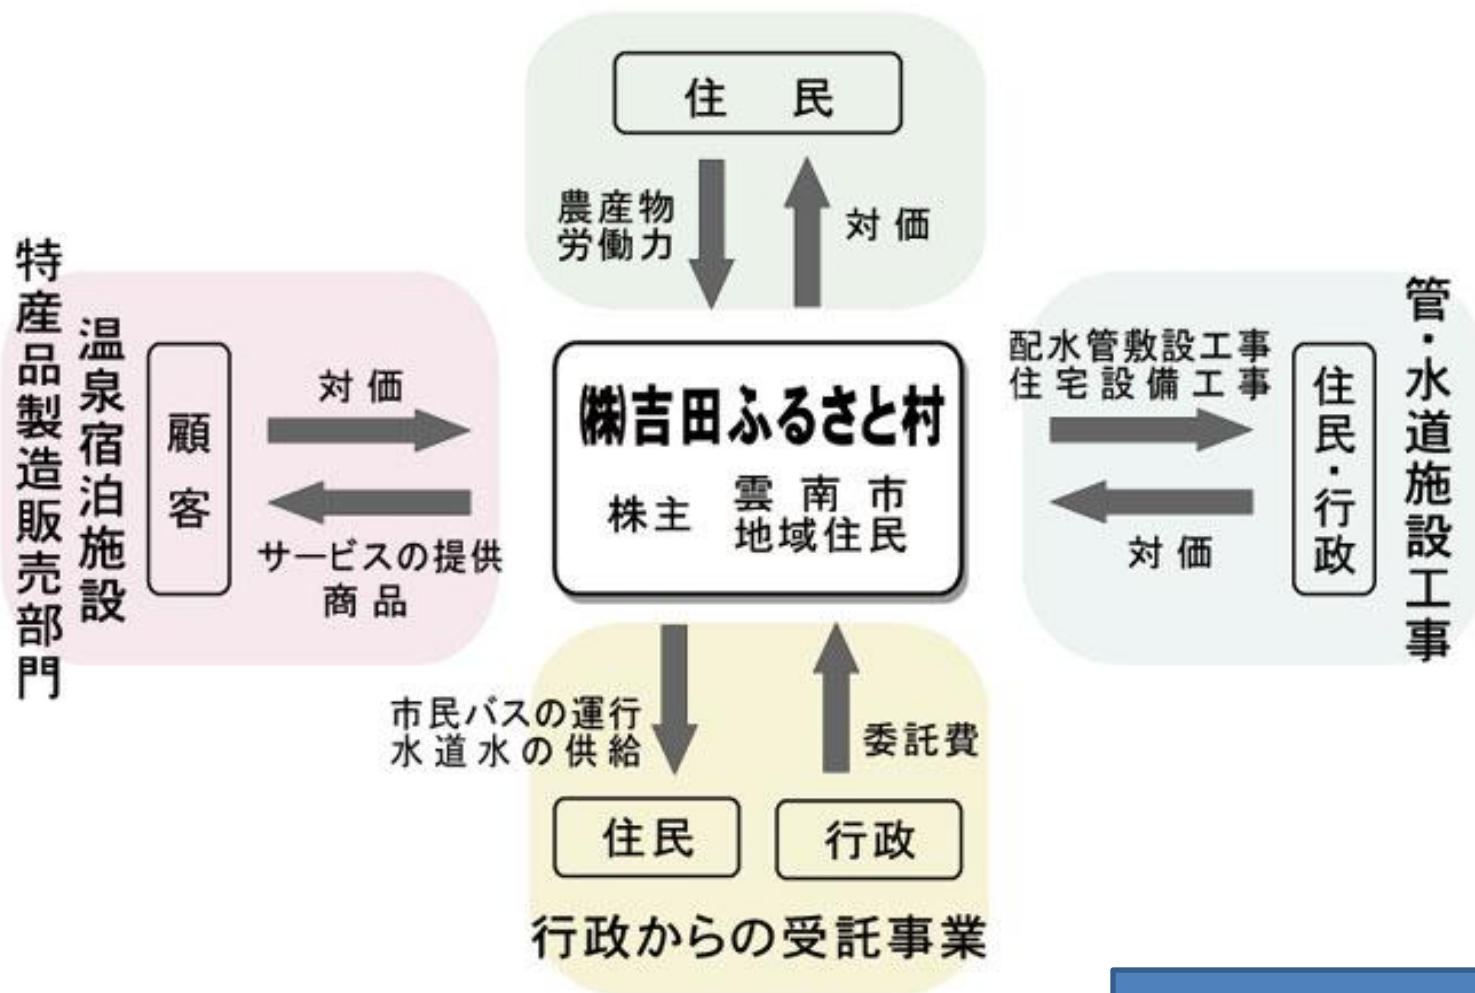 住 民
農産物
労働力
対価
特産品製造販売部門
温泉宿泊施設
顧客
対価
サービスの提供
商品
㈱吉田ふるさと村
株主
雲南市
地域住民
配水管敷設工事
住宅設備工事
対価
住民・行政
管・水道施設工事
市民バスの運行
水道水の供給
委託費
住民
行政
行政からの受託事業